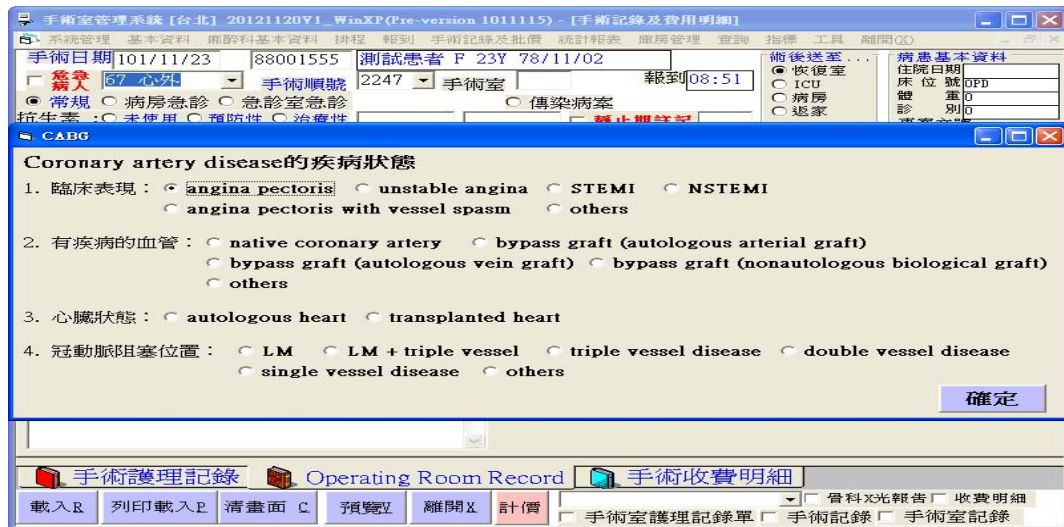 手術室管理系統 [台北] 20121120V1_WinXP(Pre-version 1011115) - [手術記錄及費用明細]
系統管理 基本資料 麻醉科基本資料 排程 報到 手術記錄及批價 統計報表 庫房管理 查詢 指標 工具 離開(X)
手術日期 101/11/23 88001555 測試患者 F 23Y 78/11/02 術後送至... 病患基本資料
危急病人 67 心外 手術順號 2247 手術室 報到 08:51 恢復室 住院日期
ICU 床位號 OPD
常規 病房急診 急診室急診 傳染病案 病房 體重 0
返家 診別 0
抗生素 :未使用 預防性 治療性
CABG
Coronary artery disease的疾病狀態
1. 臨床表現: angina pectoris unstable angina STEMI NSTEMI
angina pectoris with vessel spasm others
2. 有疾病的血管: native coronary artery bypass graft (autologous arterial graft)
bypass graft (autologous vein graft) bypass graft (nonautologous biological graft)
others
3. 心臟狀態: autologous heart transplanted heart
4. 冠動脈阻塞位置: LM LM + triple vessel triple vessel disease double vessel disease
single vessel disease others
確定
手術護理記錄 Operating Room Record 手術收費明細
載入R 列印載入P 清畫面 C 預覽V 離開X 計價 骨科X光報告 收費明細
手術室護理記錄單 手術記錄 手術室記錄